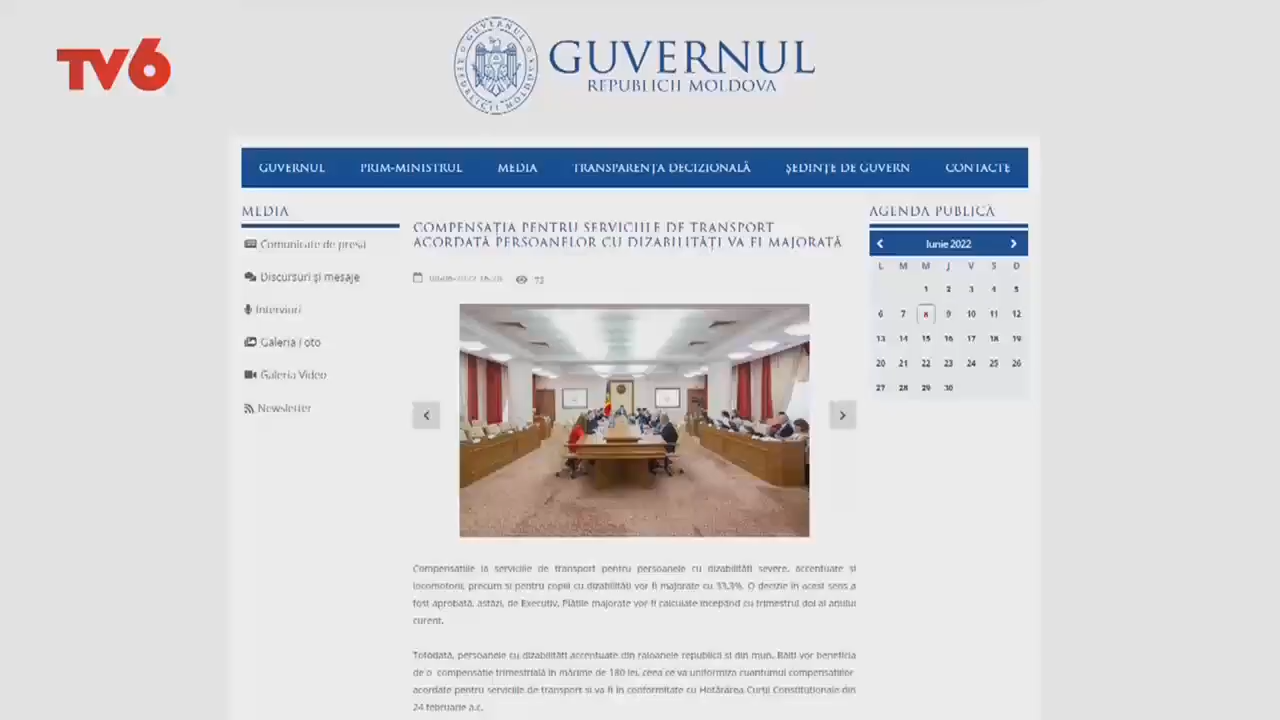 TV6
GUVERNUL
REPUBLICII MOLDOVA
GUVERNUL PRIM-MINISTRUL MEDIA TRANSPARENȚA DECIZIONALĂ ȘEDINȚE DE GUVERN CONTACTE
MEDIA
Comunicate de presă
Discursuri și mesaje
Interviuri
Galeria Foto
Galeria Video
Newsletter
COMPENSAȚIA PENTRU SERVICIILE DE TRANSPORT
ACORDATĂ PERSOANELOR CU DIZABILITĂȚI VA FI MAJORATĂ
Compensațiile la serviciile de transport pentru persoanele cu dizabilități severe, accentuate și
locomotorii, precum și pentru copiii cu dizabilități vor fi majorate cu 33,3%. O decizie în acest sens a
fost aprobată, astăzi, de Executiv. Plățile majorate vor fi calculate începând cu trimestrul doi al anului
curent.
Totodată, persoanele cu dizabilități accentuate din raioanele republicii și din mun. Bălți vor beneficia
de o compensație trimestrială în mărime de 180 lei, ceea ce va uniformiza cuantumul compensațiilor
acordate pentru serviciile de transport și va fi în conformitate cu Hotărârea Curții Constituționale din
24 februarie a.c.
AGENDA PUBLICĂ
Iunie 2022
L M M J V S D
1 2 3 4 5
6 7 8 9 10 11 12
13 14 15 16 17 18 19
20 21 22 23 24 25 26
27 28 29 30